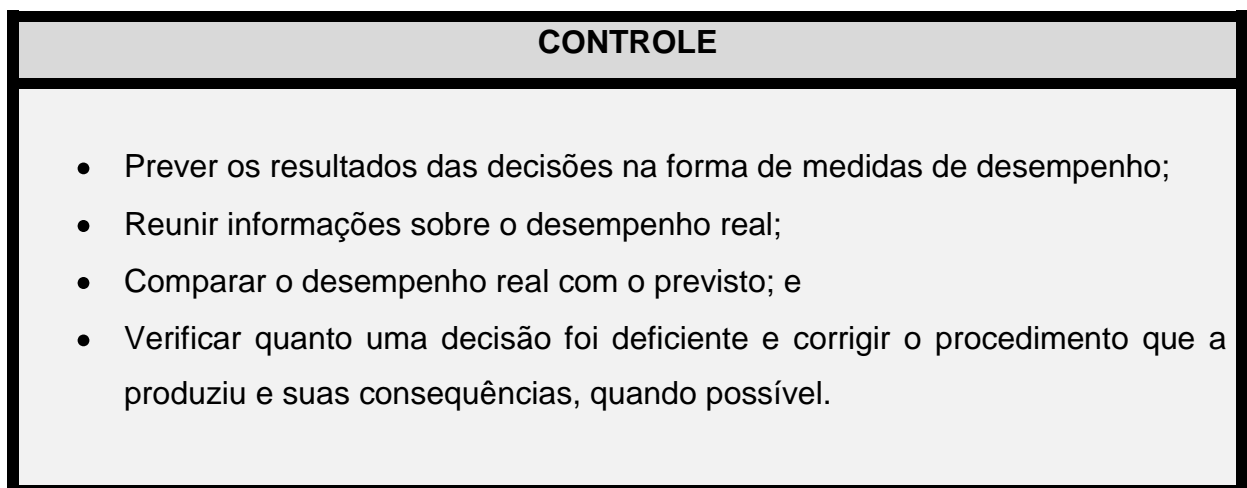 CONTROLE
• Prever os resultados das decisões na forma de medidas de desempenho;
• Reunir informações sobre o desempenho real;
• Comparar o desempenho real com o previsto; e
• Verificar quanto uma decisão foi deficiente e corrigir o procedimento que a
produziu e suas consequências, quando possível.